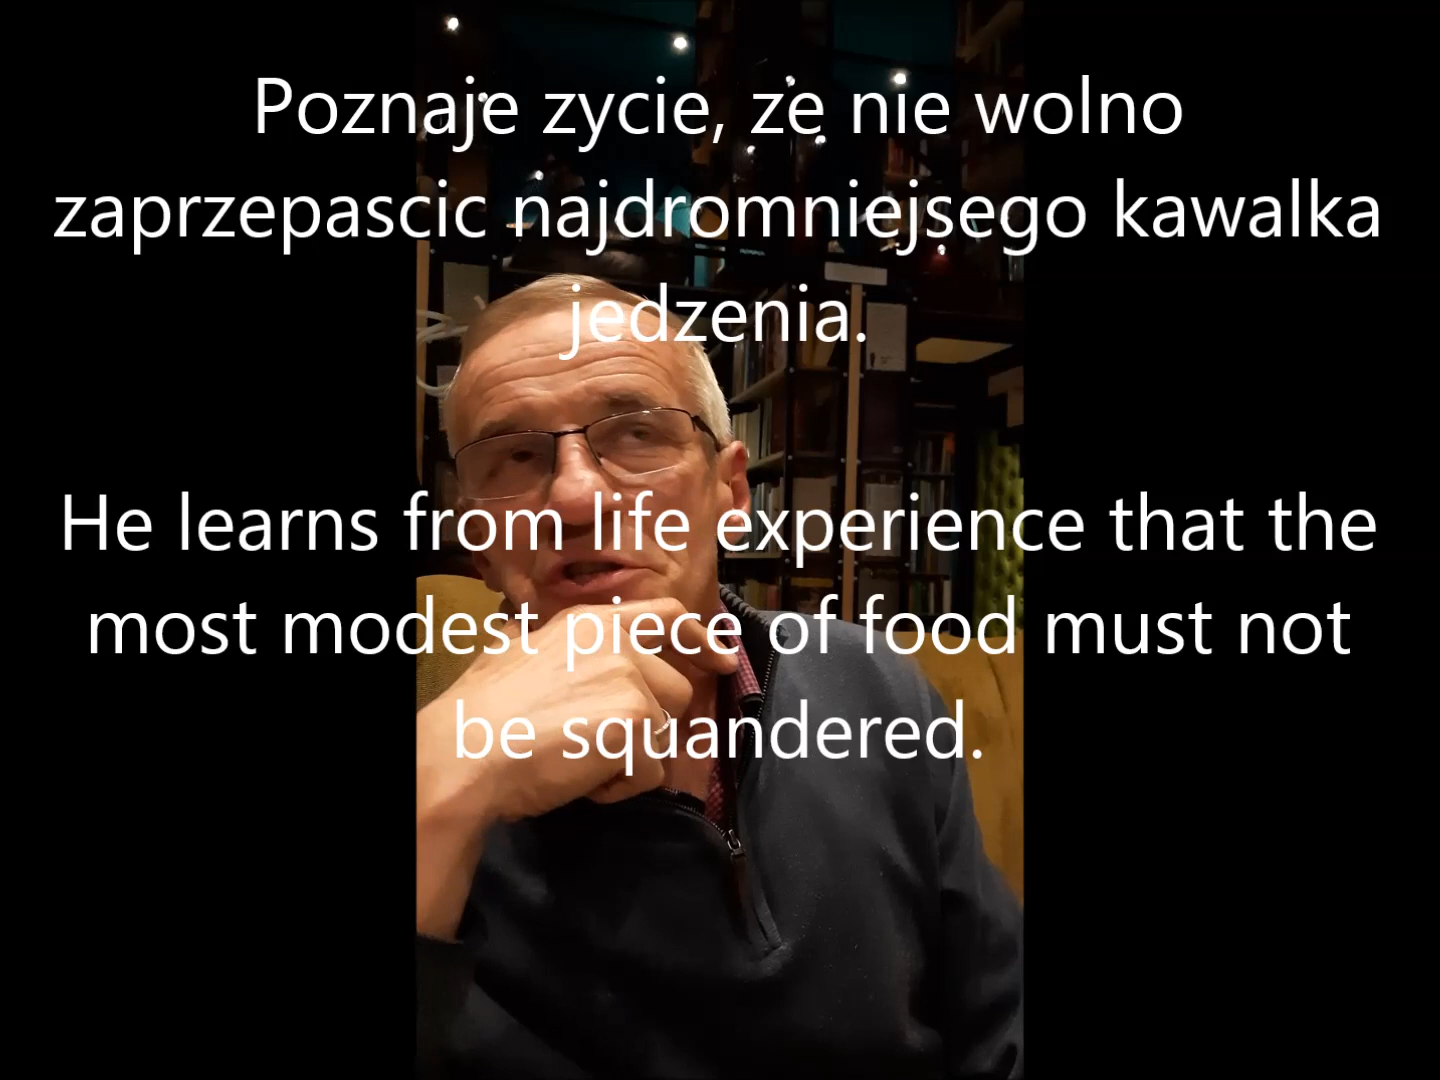 Poznaje zycie, ze nie wolno
zaprzepascic najdromniejsego kawalka
jedzenia.
He learns from life experience that the
most modest piece of food must not
be squandered.